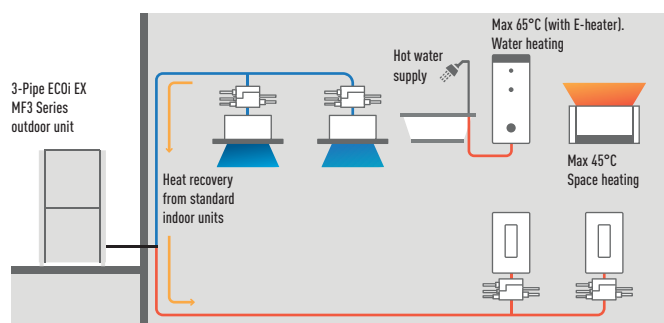 3-Pipe ECOi EX
MF3 Series
outdoor unit
Heat recovery
from standard
indoor units
Hot water
supply
Max 65°C (with E-heater).
Water heating
Max 45°C
Space heating